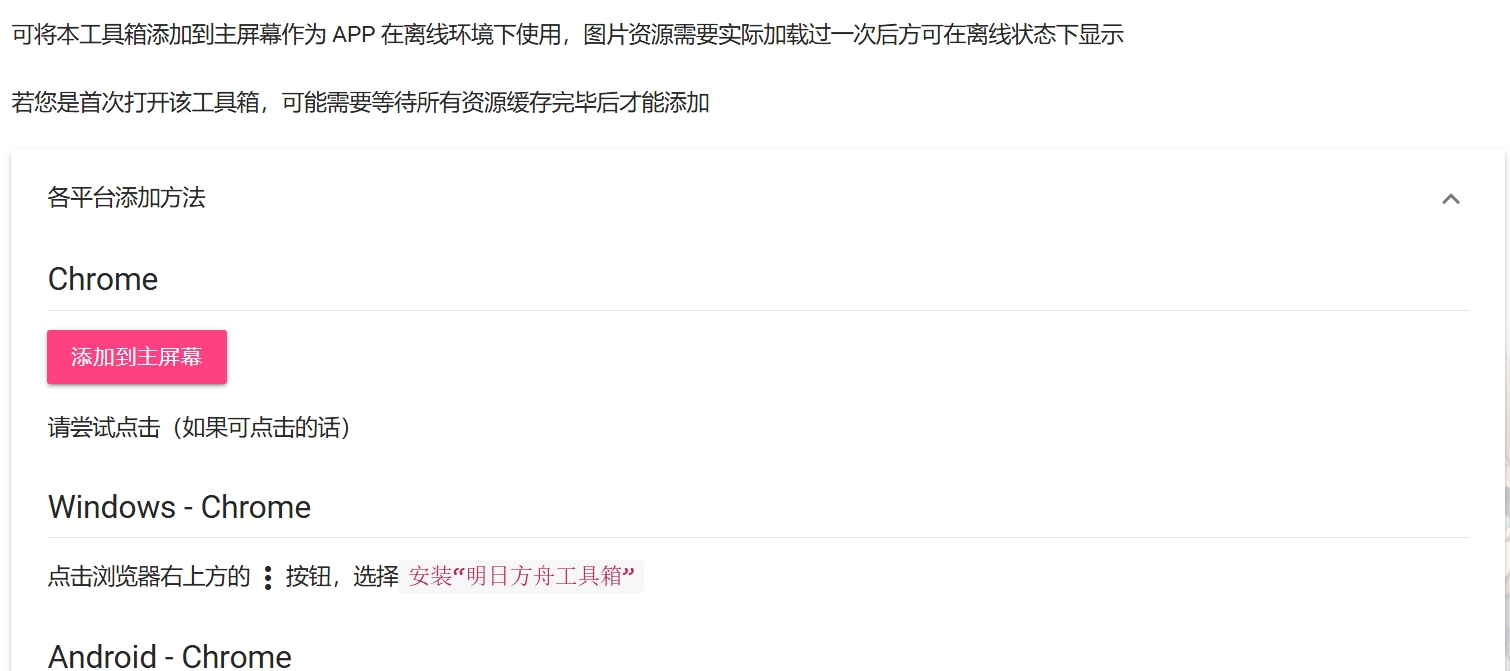 可将本工具箱添加到主屏幕作为 APP 在离线环境下使用，图片资源需要实际加载过一次后方可在离线状态下显示
若您是首次打开该工具箱，可能需要等待所有资源缓存完毕后才能添加
各平台添加方法
Chrome
添加到主屏幕
请尝试点击（如果可点击的话）
Windows - Chrome
点击浏览器右上方的 ⋮ 按钮，选择 安装“明日方舟工具箱”
Android - Chrome